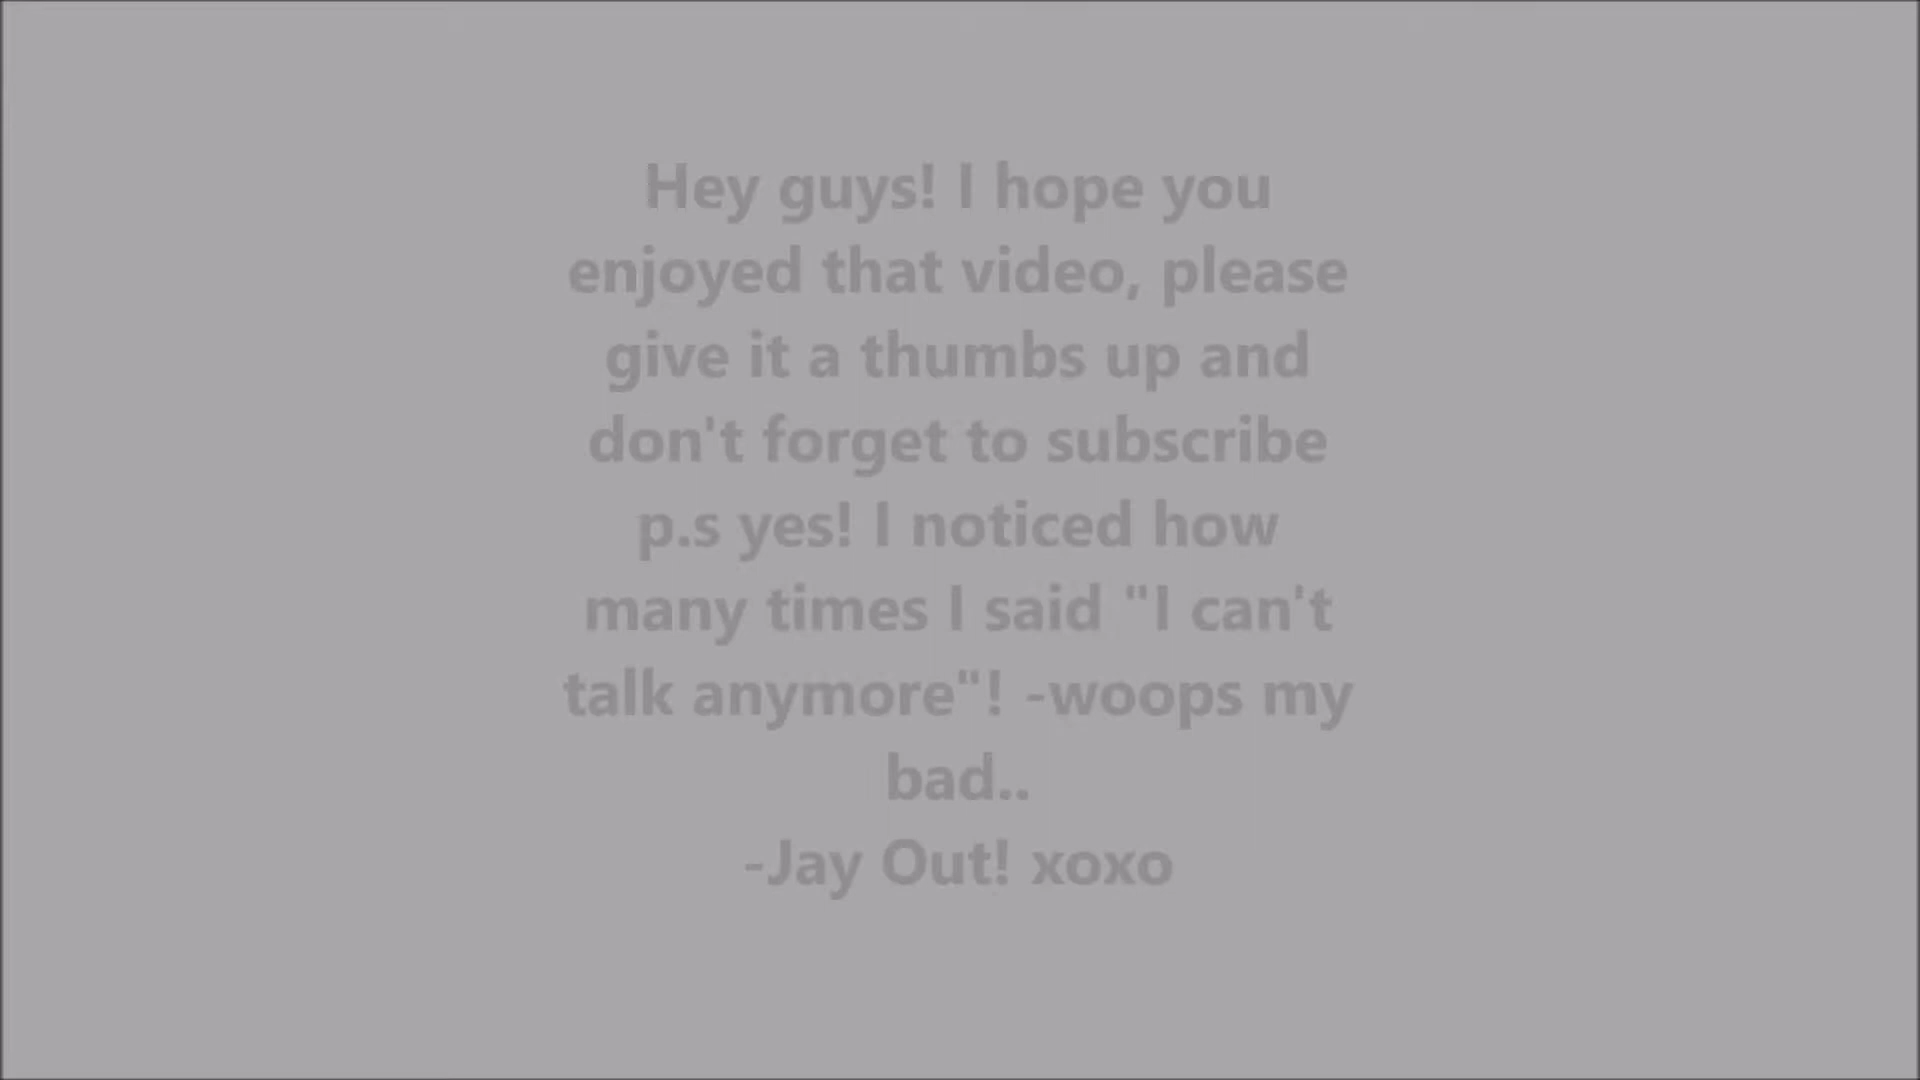 Hey guys! I hope you
enjoyed that video, please
give it a thumbs up and
don't forget to subscribe
p.s yes! I noticed how
many times I said "I can't
talk anymore"! -woops my
bad..
-Jay Out! xoxo